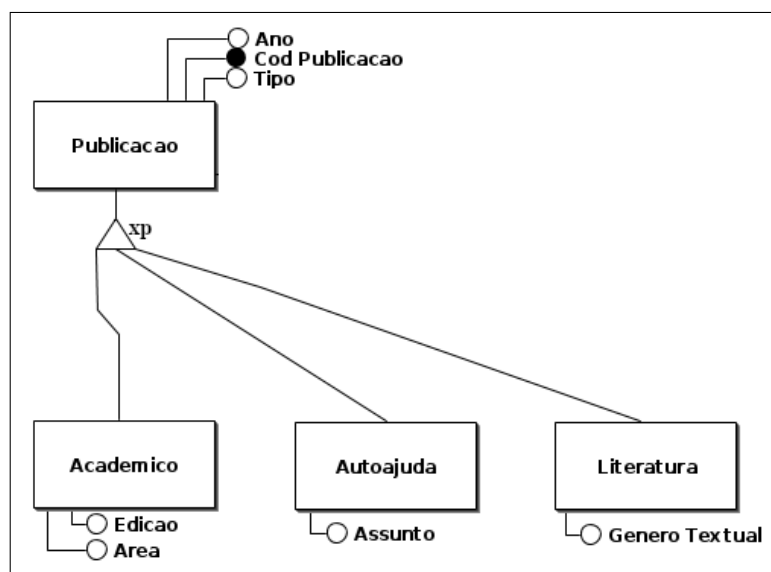 Ano
Cod Publicacao
Tipo
Publicacao
xp
Academico
Autoajuda
Literatura
Edicao
Area
Assunto
Genero Textual